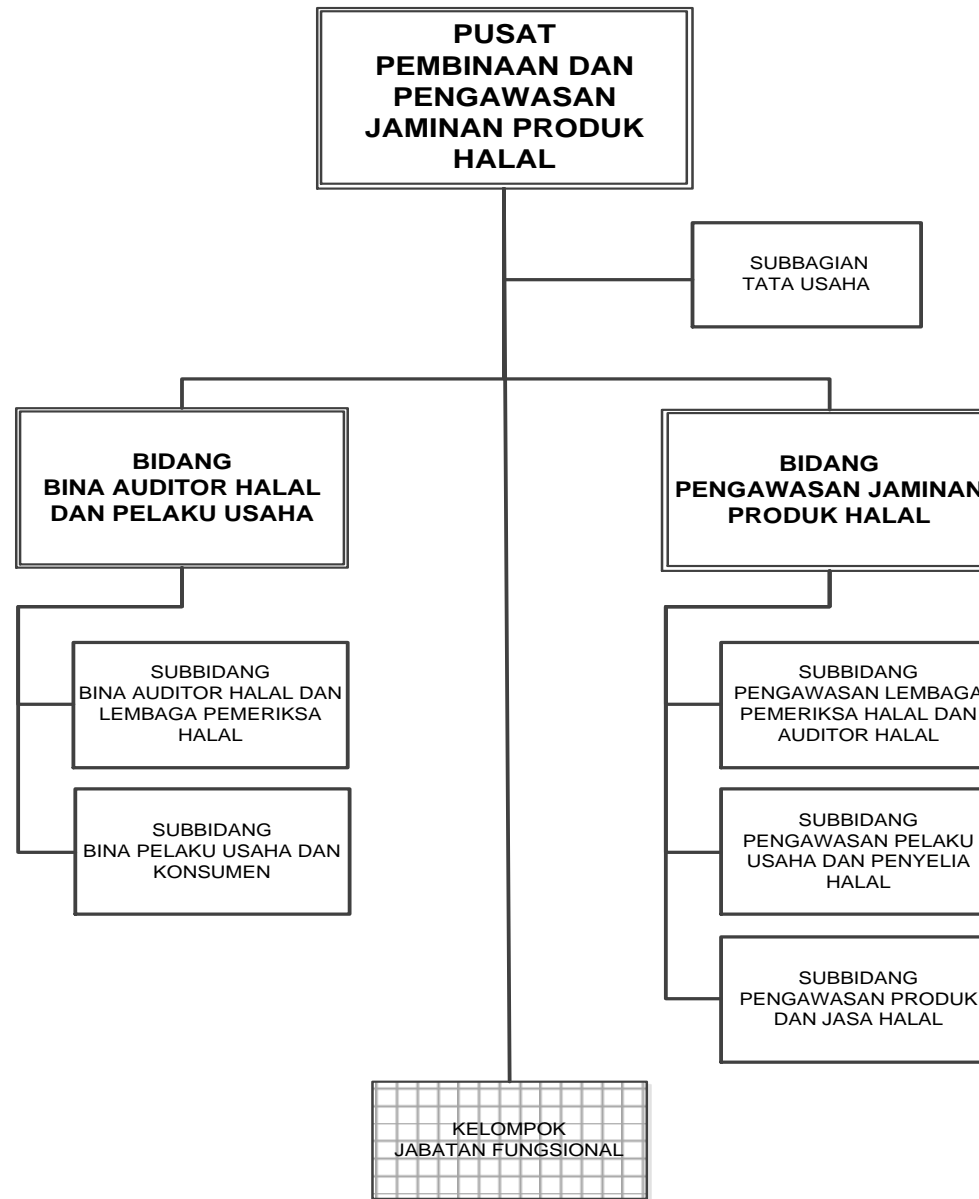 PUSAT
PEMBINAAN DAN
PENGAWASAN
JAMINAN PRODUK
HALAL
SUBBAGIAN
TATA USAHA
BIDANG
BINA AUDITOR HALAL
DAN PELAKU USAHA
BIDANG
PENGAWASAN JAMINAN
PRODUK HALAL
SUBBIDANG
BINA AUDITOR HALAL DAN
LEMBAGA PEMERIKSA
HALAL
SUBBIDANG
BINA PELAKU USAHA DAN
KONSUMEN
SUBBIDANG
PENGAWASAN LEMBAGA
PEMERIKSA HALAL DAN
AUDITOR HALAL
SUBBIDANG
PENGAWASAN PELAKU
USAHA DAN PENYELIA
HALAL
SUBBIDANG
PENGAWASAN PRODUK
DAN JASA HALAL
KELOMPOK
JABATAN FUNGSIONAL